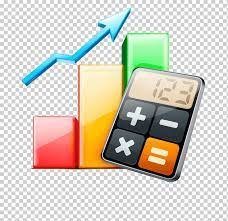 123
+ −
× =